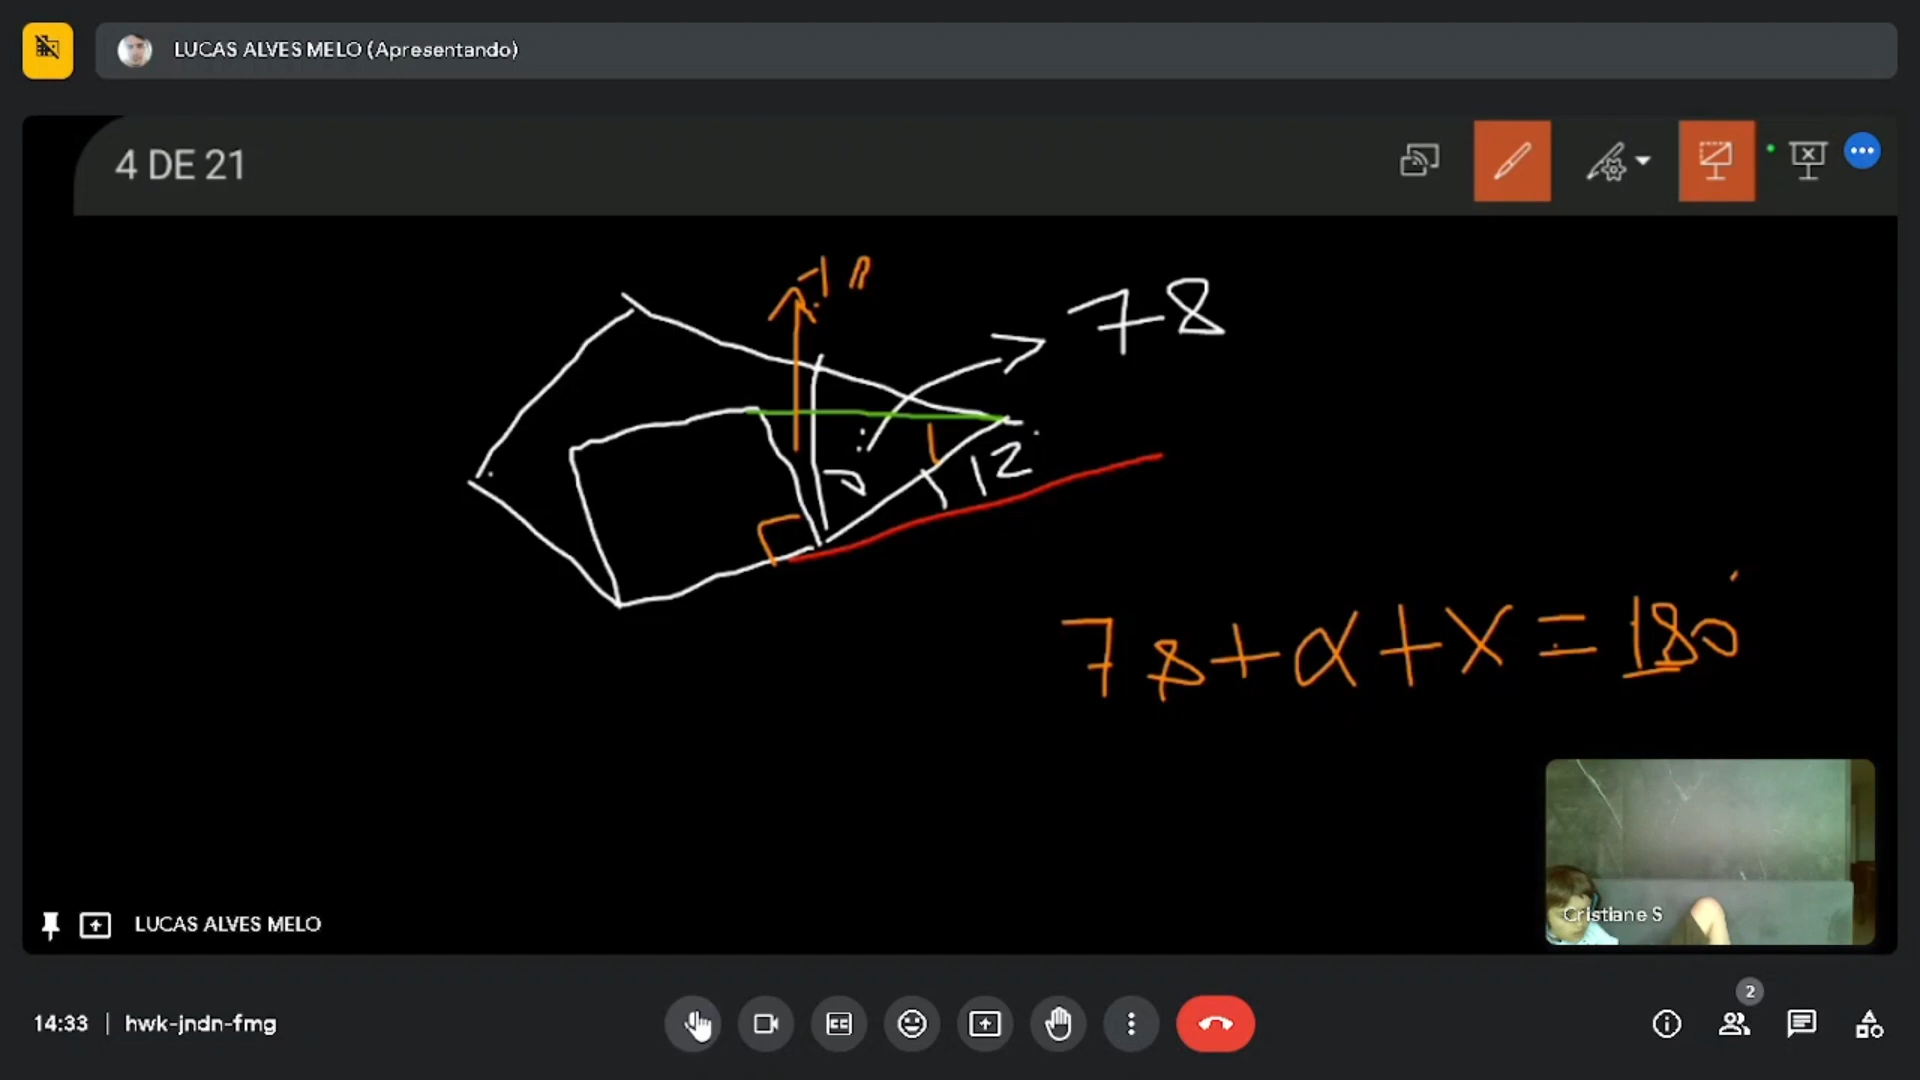 LUCAS ALVES MELO (Apresentando)
4 DE 21
78
12
78+α+X=180°
Cristiane S
LUCAS ALVES MELO
2
14:33 | hwk-jndn-fmg